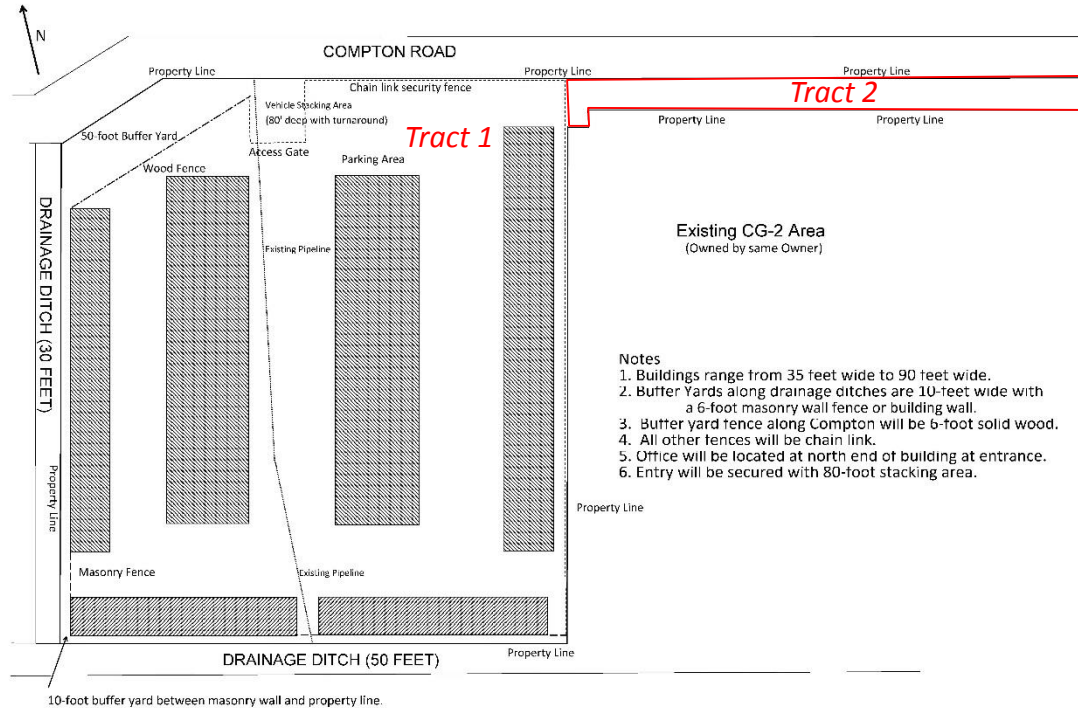 N
COMPTON ROAD
Property Line
Property Line
Property Line
Chain link security fence
Tract 2
Vehicle Stacking Area
(80' deep with turnaround)
Tract 1
Property Line
Property Line
50-foot Buffer Yard
Access Gate
Parking Area
Wood Fence
DRAINAGE DITCH (30 FEET)
Existing CG-2 Area
(Owned by same Owner)
Existing Pipeline
Notes
1. Buildings range from 35 feet wide to 90 feet wide.
2. Buffer Yards along drainage ditches are 10-feet wide with
a 6-foot masonry wall fence or building wall.
3. Buffer yard fence along Compton will be 6-foot solid wood.
4. All other fences will be chain link.
5. Office will be located at north end of building at entrance.
6. Entry will be secured with 80-foot stacking area.
Property Line
Property Line
Masonry Fence
Existing Pipeline
DRAINAGE DITCH (50 FEET)
Property Line
10-foot buffer yard between masonry wall and property line.